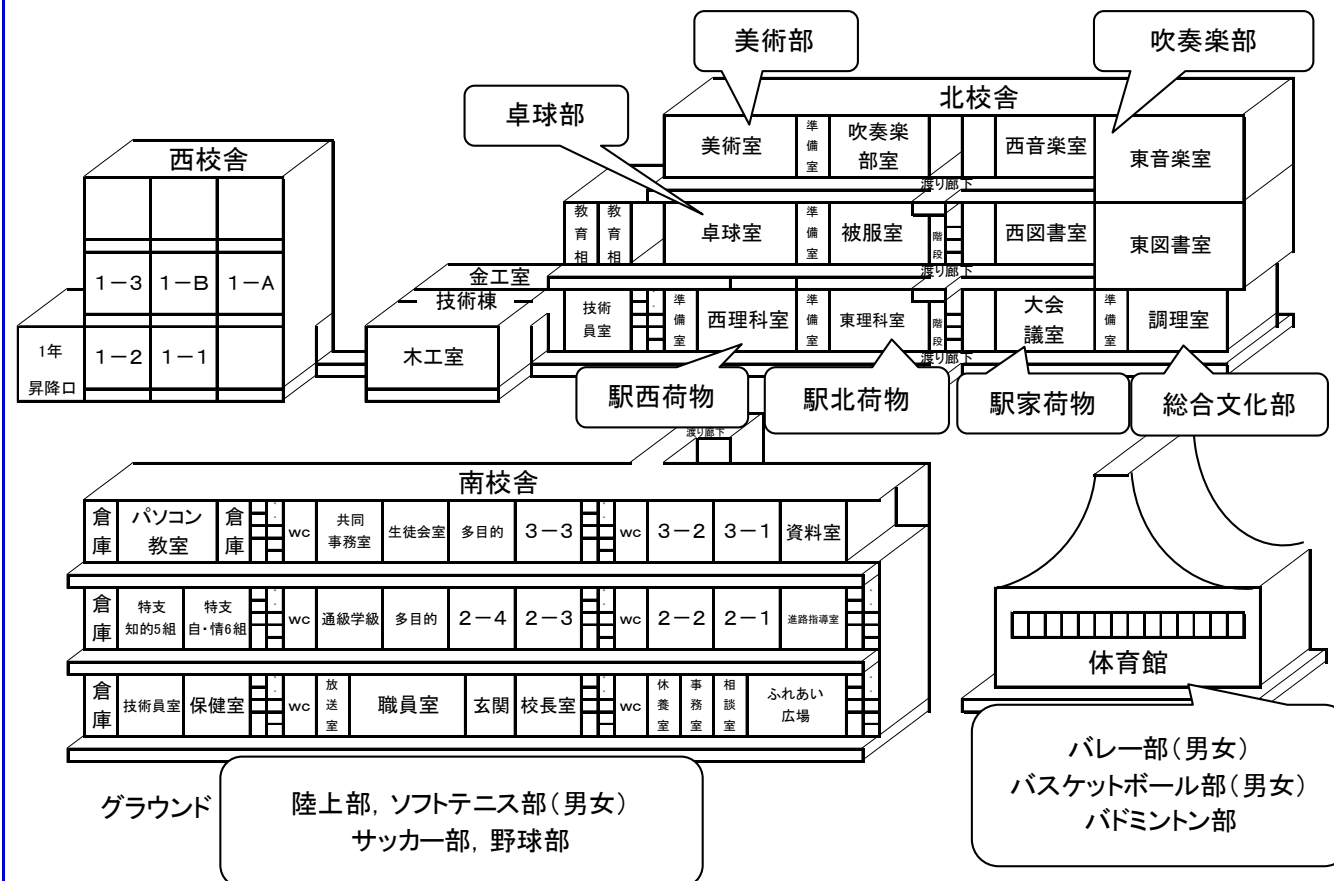 美術部
吹奏楽部
卓球部
北校舎
美術室
準備室
吹奏楽
部室
西音楽室
東音楽室
渡り廊下
西校舎
教育相
教育相
卓球室
準備室
被服室
階段
西図書室
東図書室
渡り廊下
1-3
1-B
1-A
金工室
技術棟
技術
員室
準備室
西理科室
準備室
東理科室
階段
大会
議室
準備室
調理室
渡り廊下
1年
昇降口
1-2
1-1
木工室
駅西荷物
駅北荷物
駅家荷物
総合文化部
渡り廊下
南校舎
倉庫
パソコン
教室
倉庫
wc
共同
事務室
生徒会室
多目的
3-3
wc
3-2
3-1
資料室
倉庫
特支
知的5組
特支
自・情6組
wc
通級学級
多目的
2-4
2-3
wc
2-2
2-1
進路指導室
倉庫
技術員室
保健室
wc
放送室
職員室
玄関
校長室
wc
休養室
事務室
相談室
ふれあい
広場
体育館
グラウンド
陸上部，ソフトテニス部（男女）
サッカー部，野球部
バレー部（男女）
バスケットボール部（男女）
バドミントン部